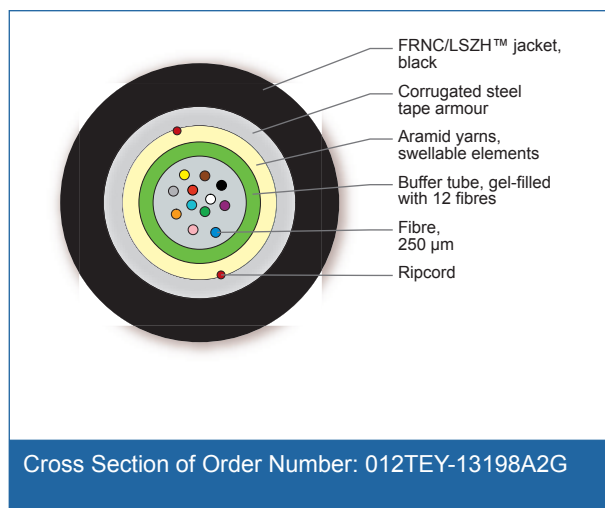 FRNC/LSZH™ jacket,
black
Corrugated steel
tape armour
Aramid yarns,
swellable elements
Buffer tube, gel-filled
with 12 fibres
Fibre,
250 µm
Ripcord
Cross Section of Order Number: 012TEY-13198A2G